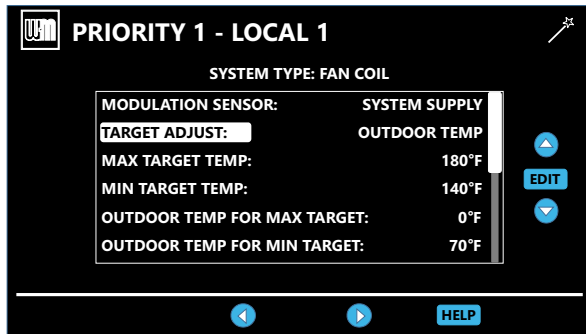 WM PRIORITY 1 - LOCAL 1
SYSTEM TYPE: FAN COIL
MODULATION SENSOR: SYSTEM SUPPLY
TARGET ADJUST: OUTDOOR TEMP
MAX TARGET TEMP: 180°F
MIN TARGET TEMP: 140°F
EDIT
OUTDOOR TEMP FOR MAX TARGET: 0°F
OUTDOOR TEMP FOR MIN TARGET: 70°F
HELP